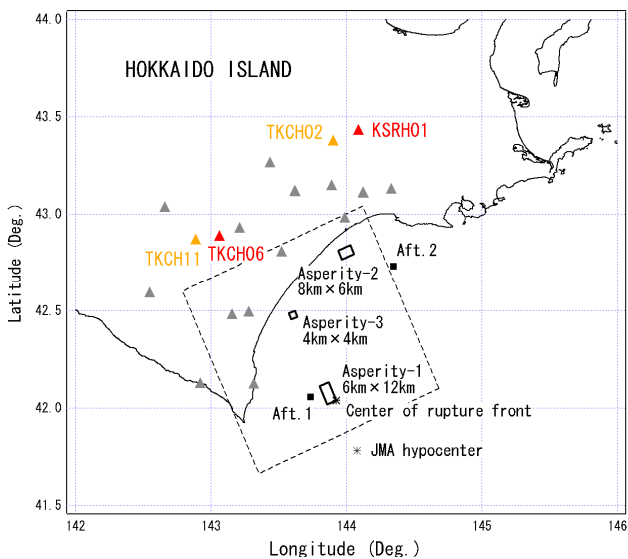 44.0
HOKKAIDO ISLAND
43.5
TKCH02
KSRH01
43.0
TKCH11
TKCH06
Aft.2
Asperity-2
8km×6km
42.5
Asperity-3
4km×4km
Asperity-1
6km×12km
42.0
Aft.1
Center of rupture front
JMA hypocenter
41.5
142
143
144
145
146
Latitude (Deg.)
Longitude (Deg.)